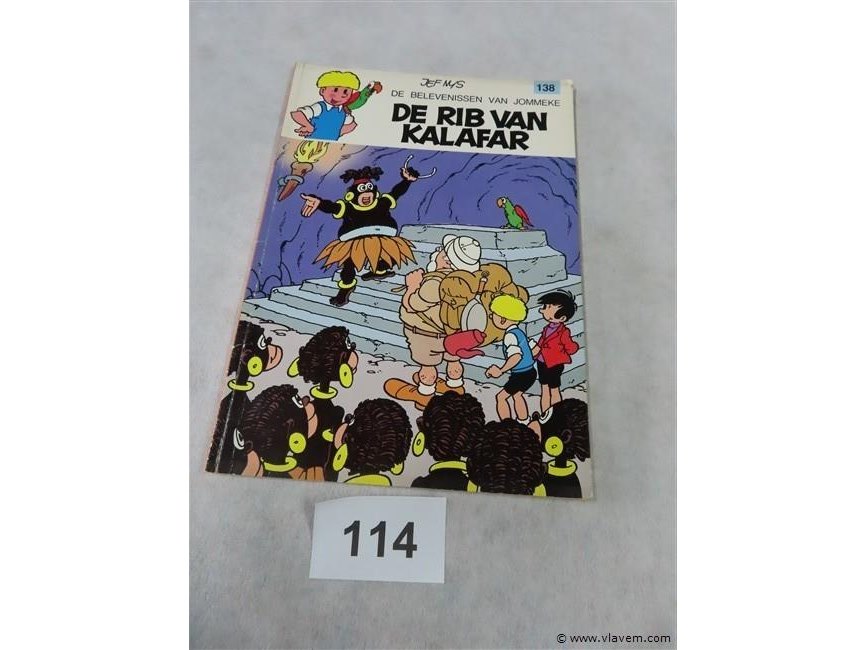 JEF NYS
138
DE BELEVENISSEN VAN JOMMEKE
DE RIB VAN
KALAFAR
114
© www.vlavem.com